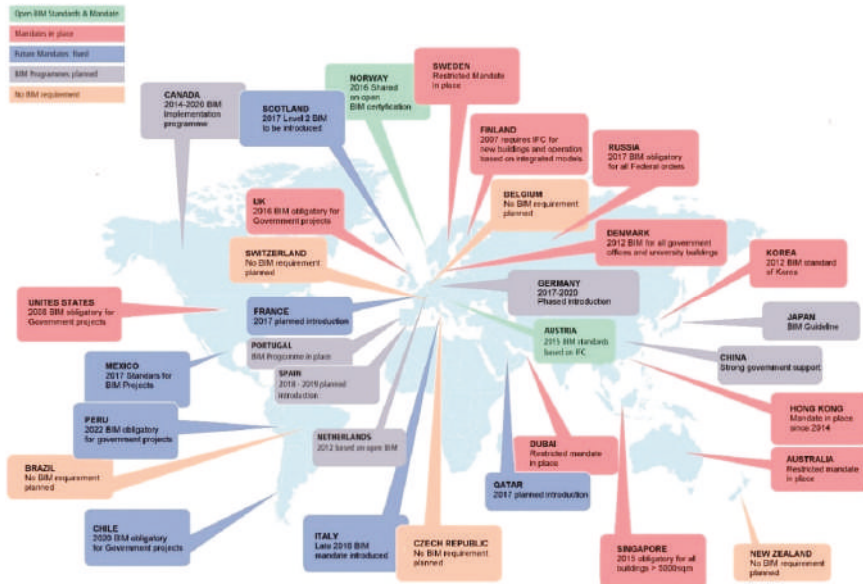 Open BIM Standards & Mandate
Mandates in place
Future Mandates fixed
BIM Programmes planned
No BIM requirement
CANADA
2014-2020 BIM
Implementation
programme
SCOTLAND
2017 Level 2 BIM
to be introduced
NORWAY
2016 Shared
on open
BIM certyfication
SWEDEN
Restricted Mandate
in place
FINLAND
2007 requires IFC for
new buildings and operation
based on integrated models.
RUSSIA
2017 BIM obligatory
for all Federal orders
UK
2016 BIM obligatory for
Government projects
BELGIUM
No BIM requirement
planned
SWITZERLAND
No BIM requirement
planned
DENMARK
2012 BIM for all government
offices and university buildings
KOREA
2012 BIM standard
of Korea
GERMANY
2017-2020
Phased introduction
UNITED STATES
2008 BIM obligatory for
Government projects
FRANCE
2017 planned introduction
JAPAN
BIM Guideline
AUSTRIA
2015 BIM standards
based on IFC
PORTUGAL
BIM Programme in place
CHINA
Strong government support
MEXICO
2017 Standars for
BIM Projects
SPAIN
2018 - 2019 planned
introduction
HONG KONG
Mandate in place
since 2014
PERU
2022 BIM obligatory
for government projects
NETHERLANDS
2012 based on open BIM
DUBAI
Restricted mandate
in place
AUSTRALIA
Restricted mandate
in place
BRAZIL
No BIM requirement
planned
QATAR
2017 planned introduction
CHILE
2020 BIM obligatory
for Government projects
ITALY
Late 2018 BIM
mandate introduced
CZECH REPUBLIC
No BIM requirement planned
SINGAPORE
2015 obligatory for all
buildings > 5000sqm
NEW ZEALAND
No BIM requirement
planned